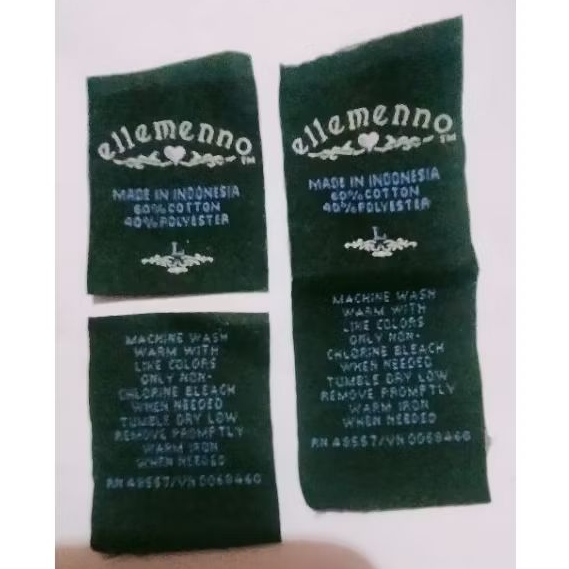 ellemenno TM
MADE IN INDONESIA
60% COTTON
40% POLYESTER
L
MACHINE WASH
WARM WITH
LIKE COLORS
ONLY NON-
CHLORINE BLEACH
WHEN NEEDED
TUMBLE DRY LOW
REMOVE PROMPTLY
WARM IRON
WHEN NEEDED
RN 48557/VN 0068460
ellemenno TM
MADE IN INDONESIA
60% COTTON
40% POLYESTER
L
MACHINE WASH
WARM WITH
LIKE COLORS
ONLY NON-
CHLORINE BLEACH
WHEN NEEDED
TUMBLE DRY LOW
REMOVE PROMPTLY
WARM IRON
WHEN NEEDED
RN 48557/VN 0068460